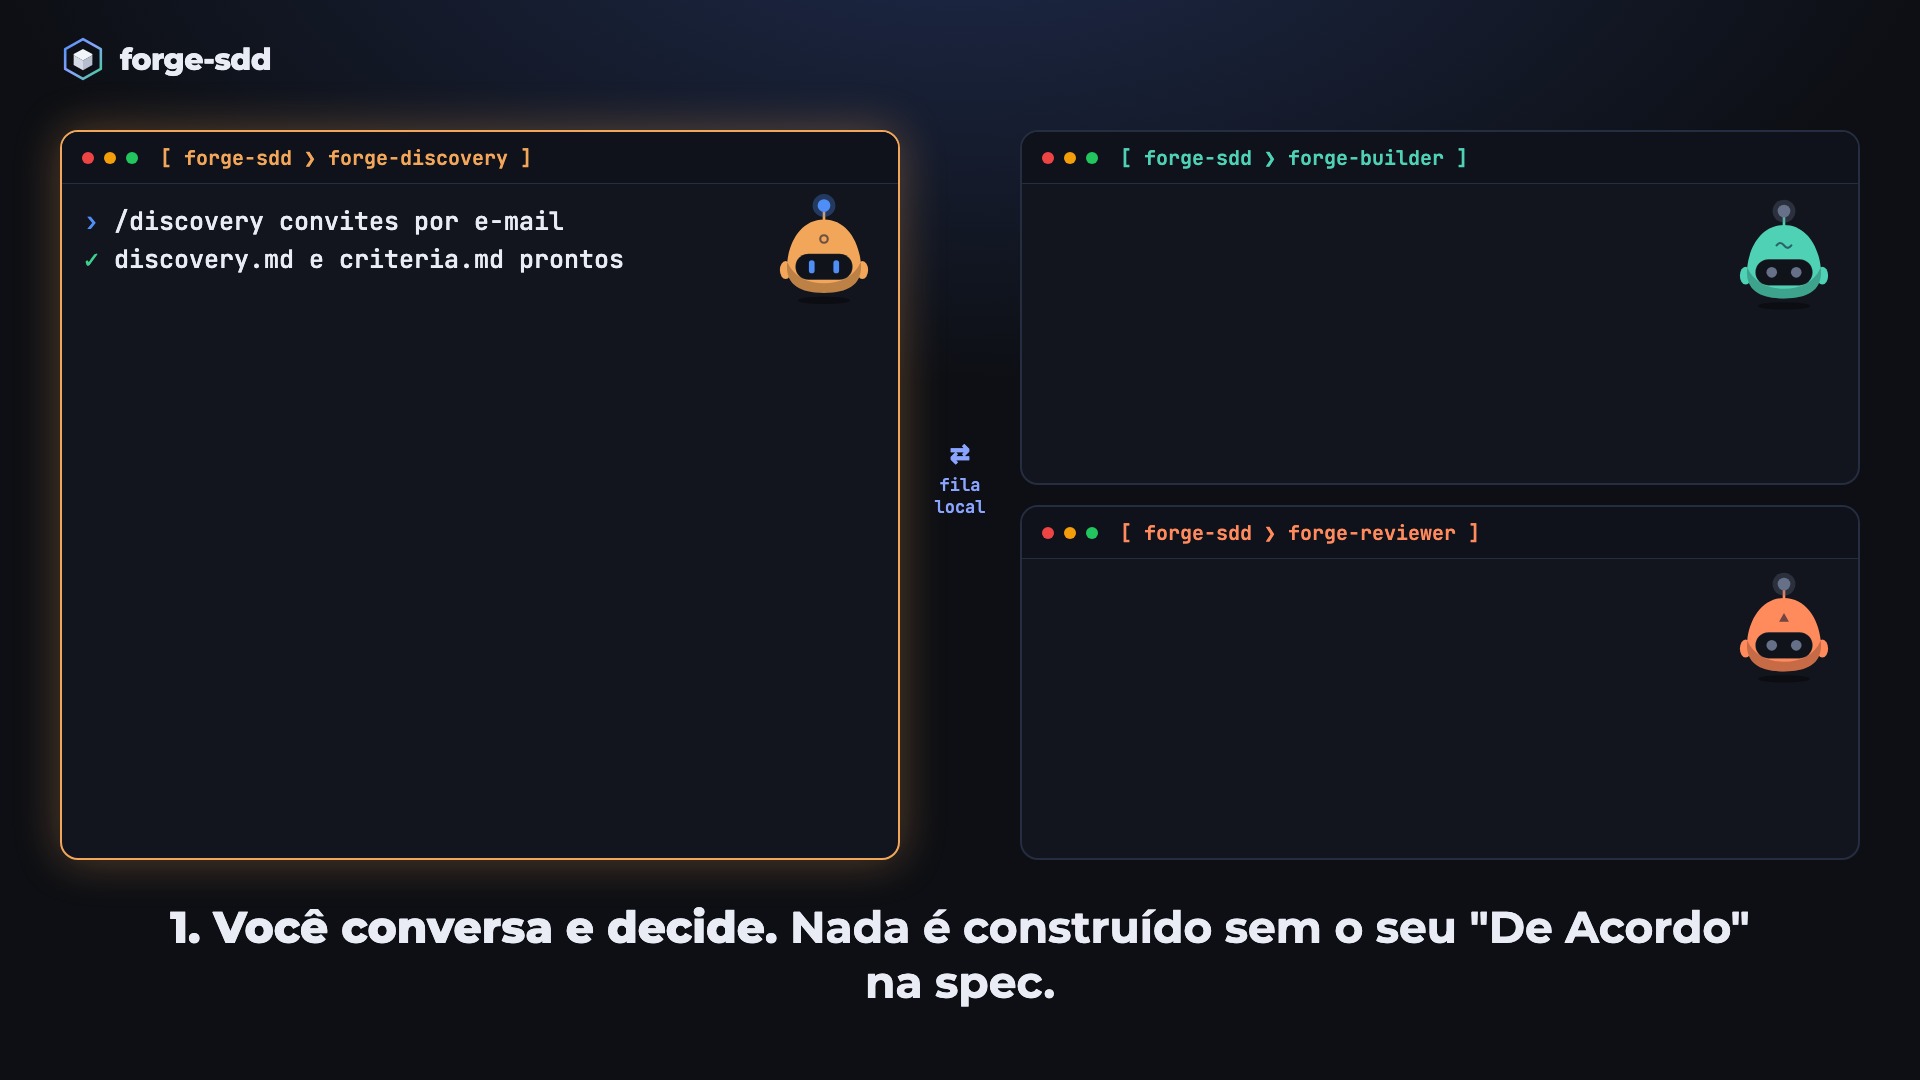 forge-sdd
[ forge-sdd ❯ forge-discovery ]
› /discovery convites por e-mail
✓ discovery.md e criteria.md prontos
⇄
fila
local
[ forge-sdd ❯ forge-builder ]
[ forge-sdd ❯ forge-reviewer ]
1. Você conversa e decide. Nada é construído sem o seu "De Acordo"
na spec.